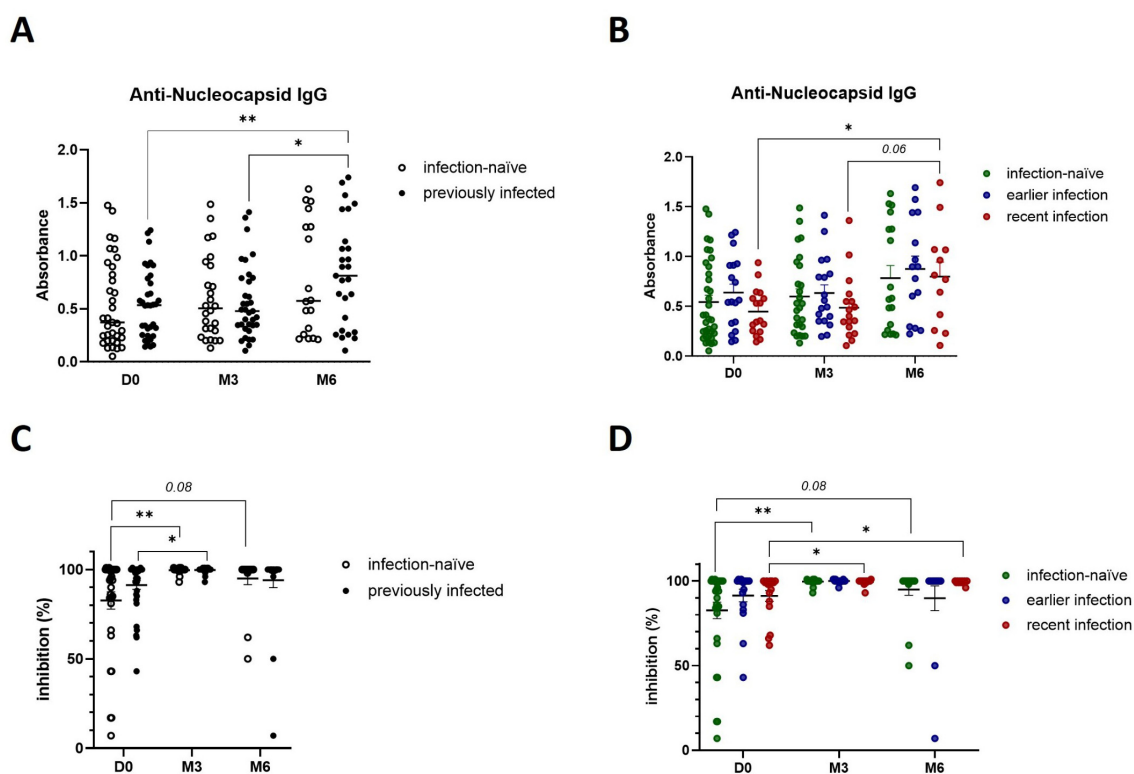 A
Anti-Nucleocapsid IgG
**
*
2.0
1.5
1.0
0.5
0.0
Absorbance
D0 M3 M6
infection-naïve
previously infected
B
Anti-Nucleocapsid IgG
*
0.06
2.0
1.5
1.0
0.5
0.0
Absorbance
D0 M3 M6
infection-naïve
earlier infection
recent infection
C
0.08
**
*
100
50
0
inhibition (%)
D0 M3 M6
infection-naïve
previously infected
D
0.08
**
*
*
100
50
0
inhibition (%)
D0 M3 M6
infection-naïve
earlier infection
recent infection